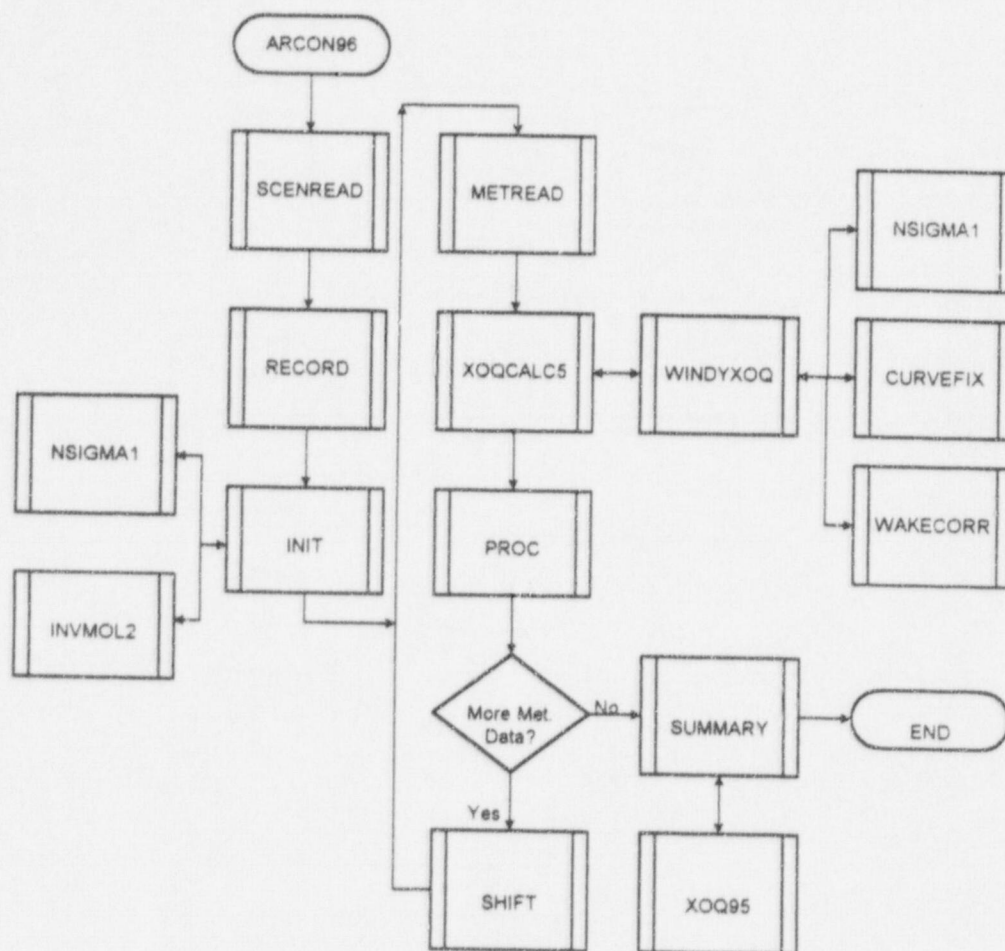 ARCON96
SCENREAD
METREAD
NSIGMA1
RECORD
XOQCALC5
WINDYXOQ
CURVEFIX
NSIGMA1
INIT
PROC
WAKECORR
INVMOL2
More Met.
Data?
No
SUMMARY
END
Yes
SHIFT
XOQ95